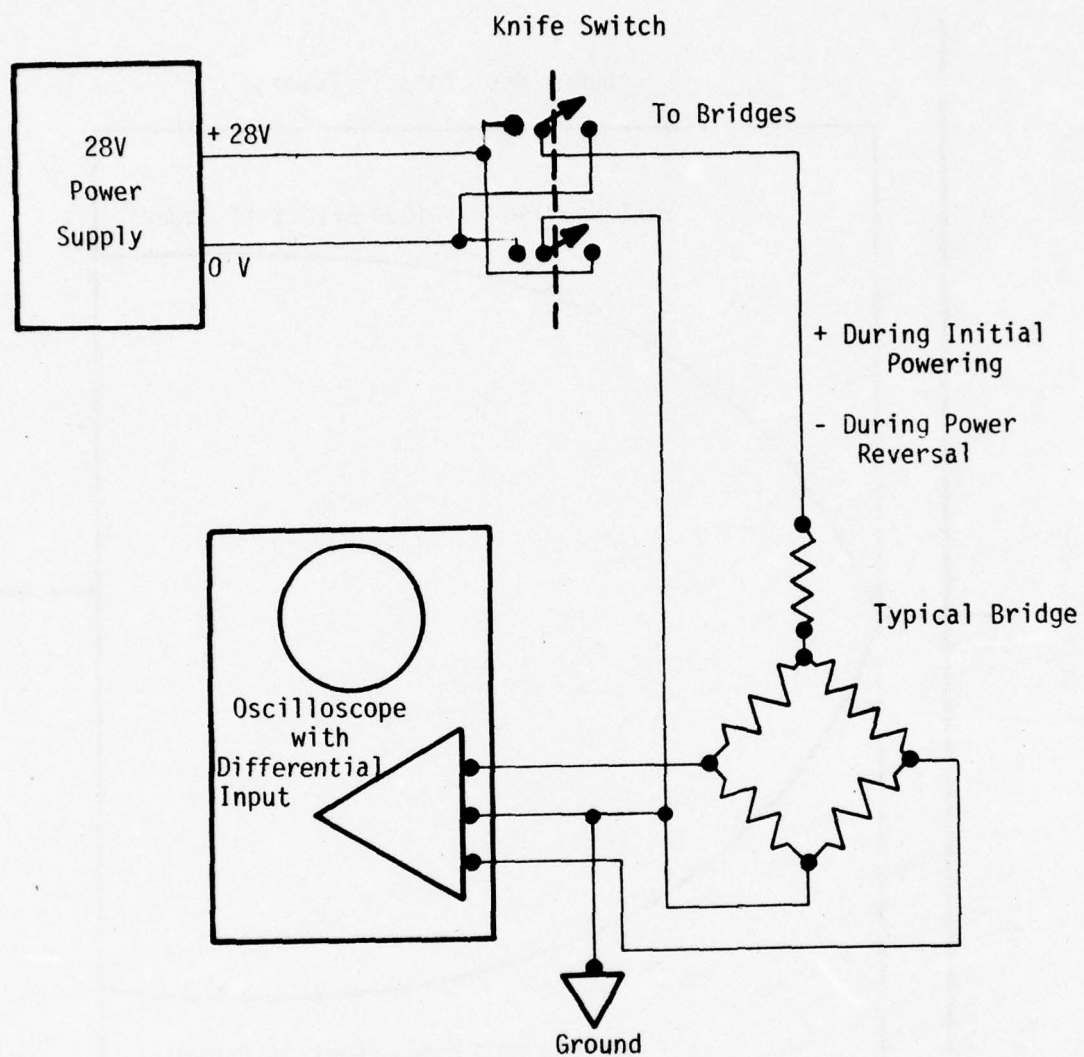 Knife Switch
28V
Power
Supply
+ 28V
0 V
To Bridges
+ During Initial
Powering
- During Power
Reversal
Typical Bridge
Oscilloscope
with
Differential
Input
Ground